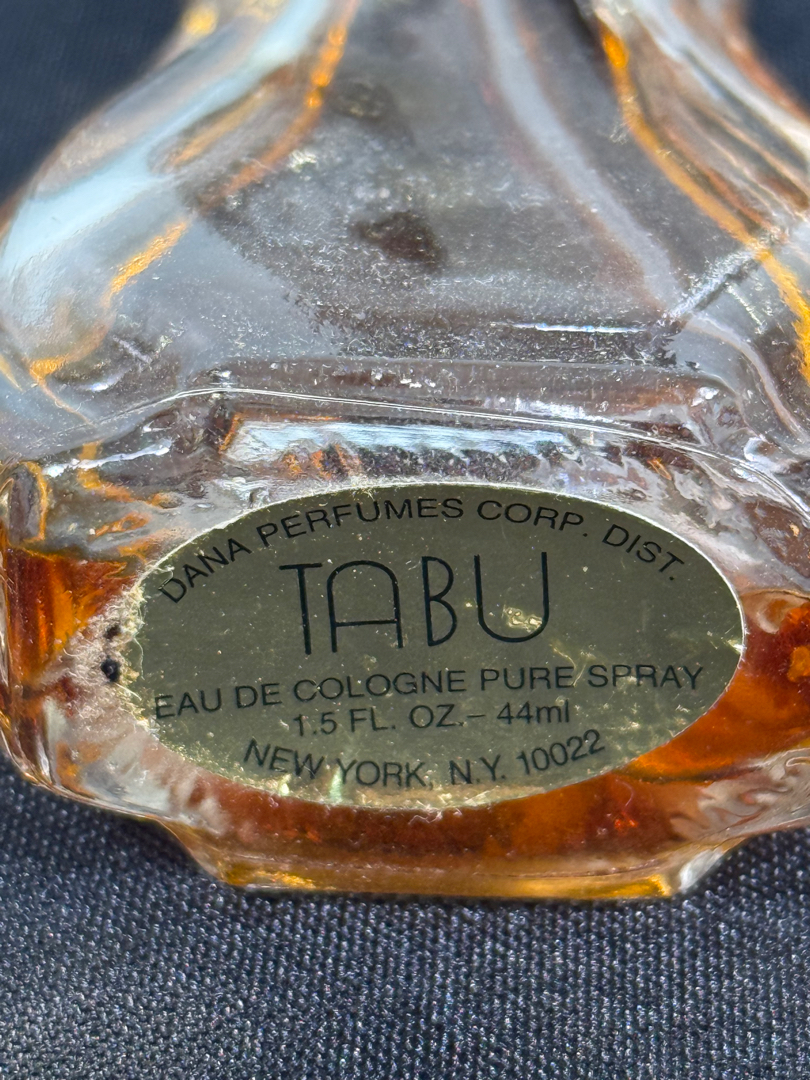 DANA PERFUMES CORP. DIST.
TABU
EAU DE COLOGNE PURE SPRAY
1.5 FL. OZ.– 44ml
NEW YORK, N.Y. 10022